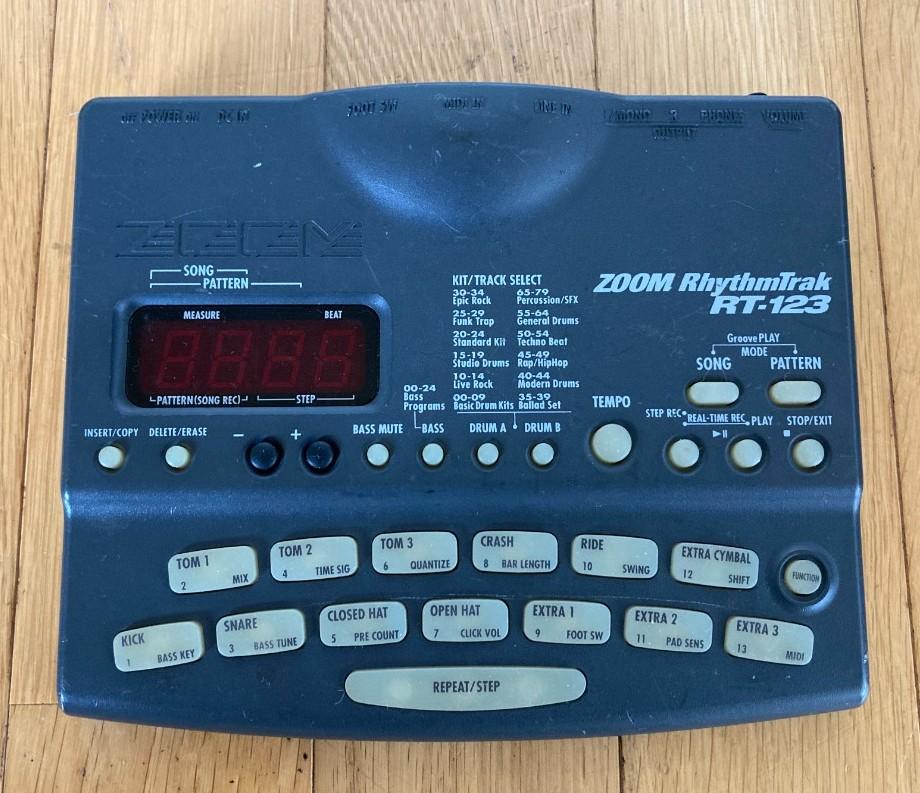 off POWER on DC IN FOOT SW MIDI IN LINE IN L/MONO R PHONES VOLUME
OUTPUT
ZOOM
SONG
PATTERN
MEASURE BEAT
PATTERN(SONG REC) STEP
KIT/TRACK SELECT
30-34 65-79
Epic Rock Percussion/SFX
25-29 55-64
Funk Trap General Drums
20-24 50-54
Standard Kit Techno Beat
15-19 45-49
Studio Drums Rap/HipHop
10-14 40-44
Live Rock Modern Drums
00-09 35-39
Basic Drum Kits Ballad Set
00-24
Bass
Programs
ZOOM RhythmTrak
RT-123
GroovePLAY
MODE
SONG PATTERN
INSERT/COPY DELETE/ERASE − + BASS MUTE BASS DRUM A DRUM B TEMPO
STEP REC REAL-TIME REC PLAY STOP/EXIT
TOM 1
2 MIX
TOM 2
4 TIME SIG
TOM 3
6 QUANTIZE
CRASH
8 BAR LENGTH
RIDE
10 SWING
EXTRA CYMBAL
12 SHIFT
FUNCTION
KICK
1 BASS KEY
SNARE
3 BASS TUNE
CLOSED HAT
5 PRE COUNT
OPEN HAT
7 CLICK VOL
EXTRA 1
9 FOOT SW
EXTRA 2
11 PAD SENS
EXTRA 3
13 MIDI
REPEAT/STEP